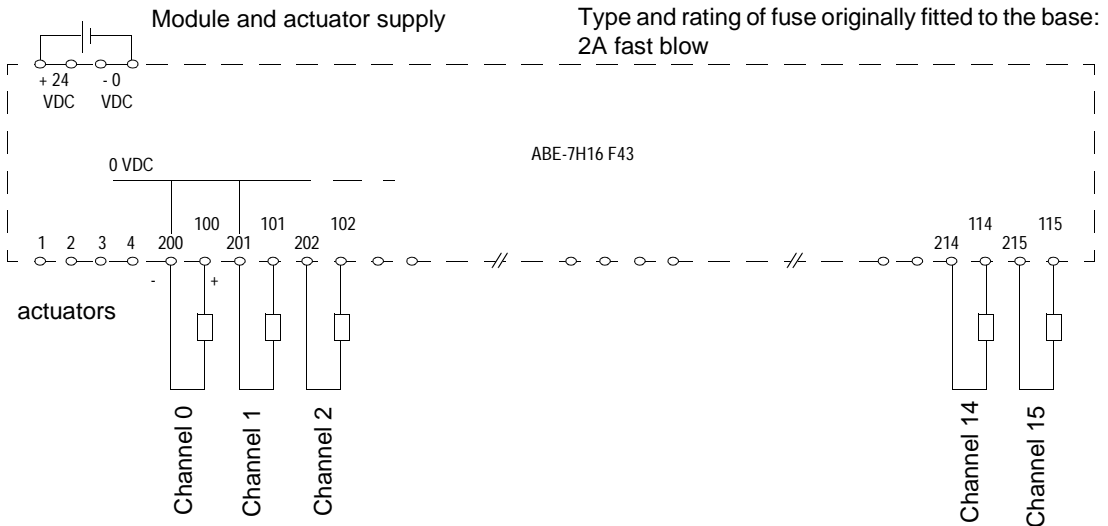 Module and actuator supply
Type and rating of fuse originally fitted to the base:
2A fast blow
+ 24 - 0
VDC VDC
ABE-7H16 F43
0 VDC
100 101 102 114 115
1 2 3 4 200 201 202 214 215
- +
actuators
Channel 0
Channel 1
Channel 2
Channel 14
Channel 15